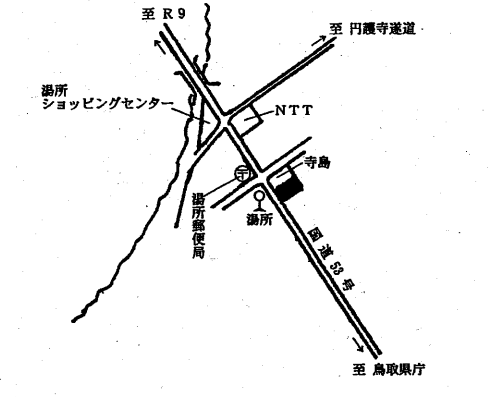 至 R9
至 円護寺遂道
湯所
ショッピングセンター
NTT
寺島
〒
湯所郵便局
湯所
国道53号
至 鳥取県庁